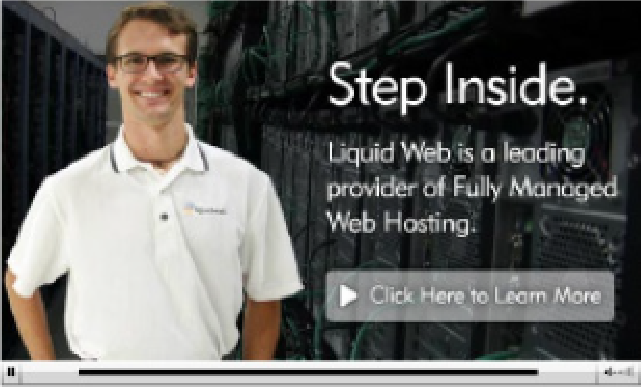 Step Inside.
Liquid Web is a leading
provider of Fully Managed
Web Hosting.
Click Here to Learn More